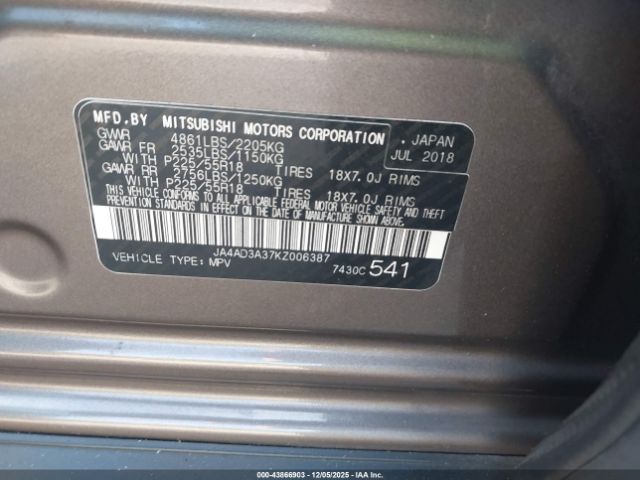 MFD. BY MITSUBISHI MOTORS CORPORATION . JAPAN
GVWR 4861LBS/2205KG JUL 2018
GAWR FR 2535LBS/1150KG
WITH P225/55R18 TIRES 18X7.0J RIMS
GAWR RR 2756LBS/1250KG
WITH P225/55R18 TIRES 18X7.0J RIMS
THIS VEHICLE CONFORMS TO ALL APPLICABLE FEDERAL MOTOR VEHICLE SAFETY AND THEFT
PREVENTION STANDARDS IN EFFECT ON THE DATE OF MANUFACTURE SHOWN ABOVE.
JA4AD3A37KZ006387
VEHICLE TYPE: MPV 7430C 541
00-43866903 - 12/05/2025 - IAAI.COM